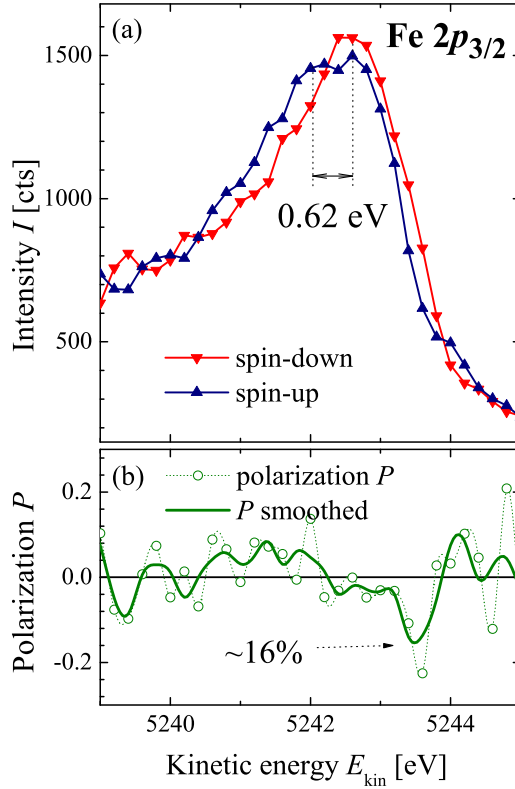 (a)
Fe 2p3/2
1500
1000
500
Intensity I [cts]
0.62 eV
spin-down
spin-up
(b)
polarization P
P smoothed
0.2
0.0
-0.2
Polarization P
~16%
5240
5242
5244
Kinetic energy Ekin [eV]